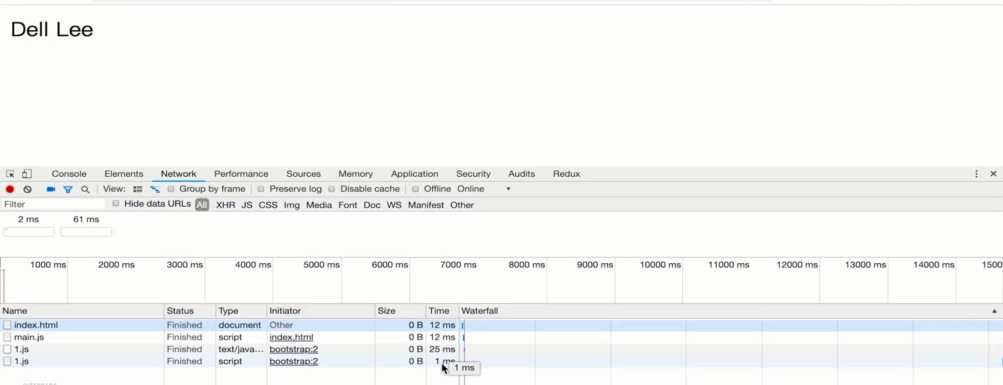 Dell Lee
Console Elements Network Performance Sources Memory Application Security Audits Redux
View: Group by frame Preserve log Disable cache Offline Online
Filter Hide data URLs All XHR JS CSS Img Media Font Doc WS Manifest Other
2 ms 61 ms
1000 ms 2000 ms 3000 ms 4000 ms 5000 ms 6000 ms 7000 ms 8000 ms 9000 ms 10000 ms 11000 ms 12000 ms 13000 ms 14000 ms 1500
Name Status Type Initiator Size Time Waterfall
index.html Finished document Other 0 B 12 ms
main.js Finished script index.html 0 B 12 ms
1.js Finished text/java... bootstrap:2 0 B 25 ms
1.js Finished script bootstrap:2 0 B 1 ms
1 ms